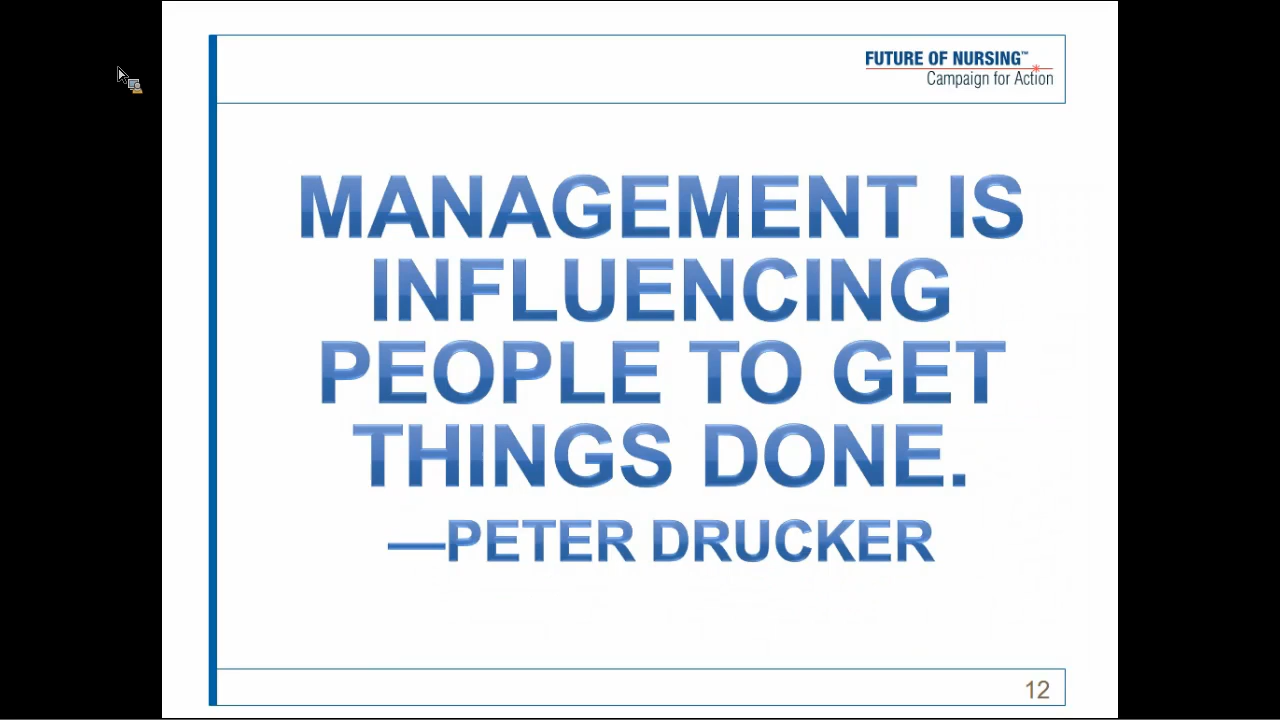 FUTURE OF NURSING™
Campaign for Action
MANAGEMENT IS
INFLUENCING
PEOPLE TO GET
THINGS DONE.
—PETER DRUCKER
12